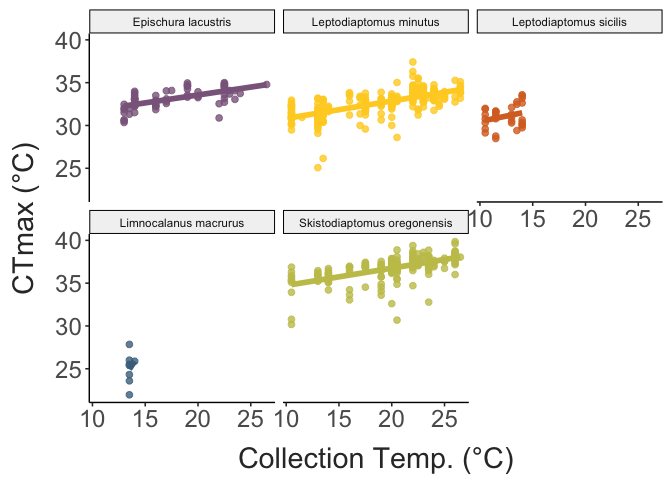 Epischura lacustris
Leptodiaptomus minutus
Leptodiaptomus sicilis
40
35
30
25
10 15 20 25
Limnocalanus macrurus
Skistodiaptomus oregonensis
40
35
30
25
10 15 20 25
10 15 20 25
CTmax (°C)
Collection Temp. (°C)